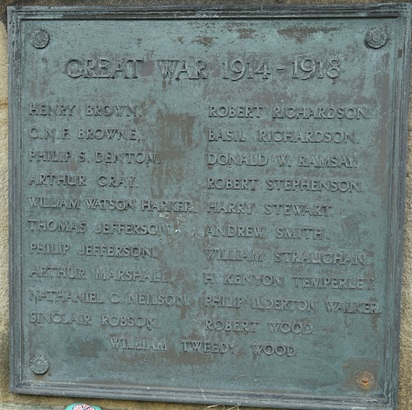 GREAT WAR 1914-1918
HENRY BROWN.
C.N.F. BROWNE.
PHILIP S. DENTON.
ARTHUR GRAY.
WILLIAM WATSON HARKER.
THOMAS JEFFERSON.
PHILIP JEFFERSON.
ARTHUR MARSHALL.
NATHANIEL G. NEILSON.
SINCLAIR ROBSON.
ROBERT RICHARDSON.
BASIL RICHARDSON.
DONALD W. RAMSAY.
ROBERT STEPHENSON.
HARRY STEWART.
ANDREW SMITH.
WILLIAM STRAUGHAN.
H. KENYON TEMPERLEY.
PHILIP ILDERTON WALKER.
ROBERT WOOD.
WILLIAM TWEEDY WOOD.